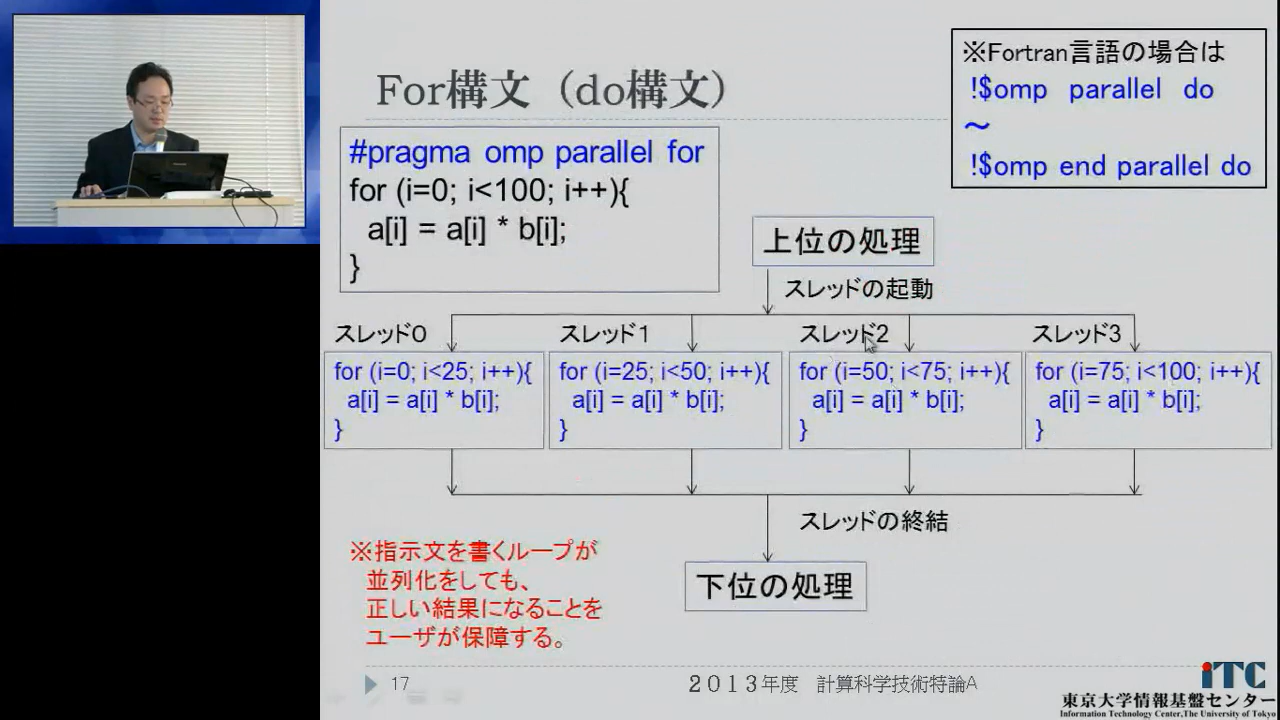 ※Fortran言語の場合は
!$omp parallel do
～
!$omp end parallel do
For構文（do構文）
#pragma omp parallel for
for (i=0; i<100; i++){
a[i] = a[i] * b[i];
}
上位の処理
スレッドの起動
スレッド0
スレッド1
スレッド2
スレッド3
for (i=0; i<25; i++){
a[i] = a[i] * b[i];
}
for (i=25; i<50; i++){
a[i] = a[i] * b[i];
}
for (i=50; i<75; i++){
a[i] = a[i] * b[i];
}
for (i=75; i<100; i++){
a[i] = a[i] * b[i];
}
スレッドの終結
下位の処理
※指示文を書くループが
並列化をしても、
正しい結果になることを
ユーザが保障する。
17
２０１３年度 計算科学技術特論A
iTC
東京大学情報基盤センター
Information Technology Center,The University of Tokyo